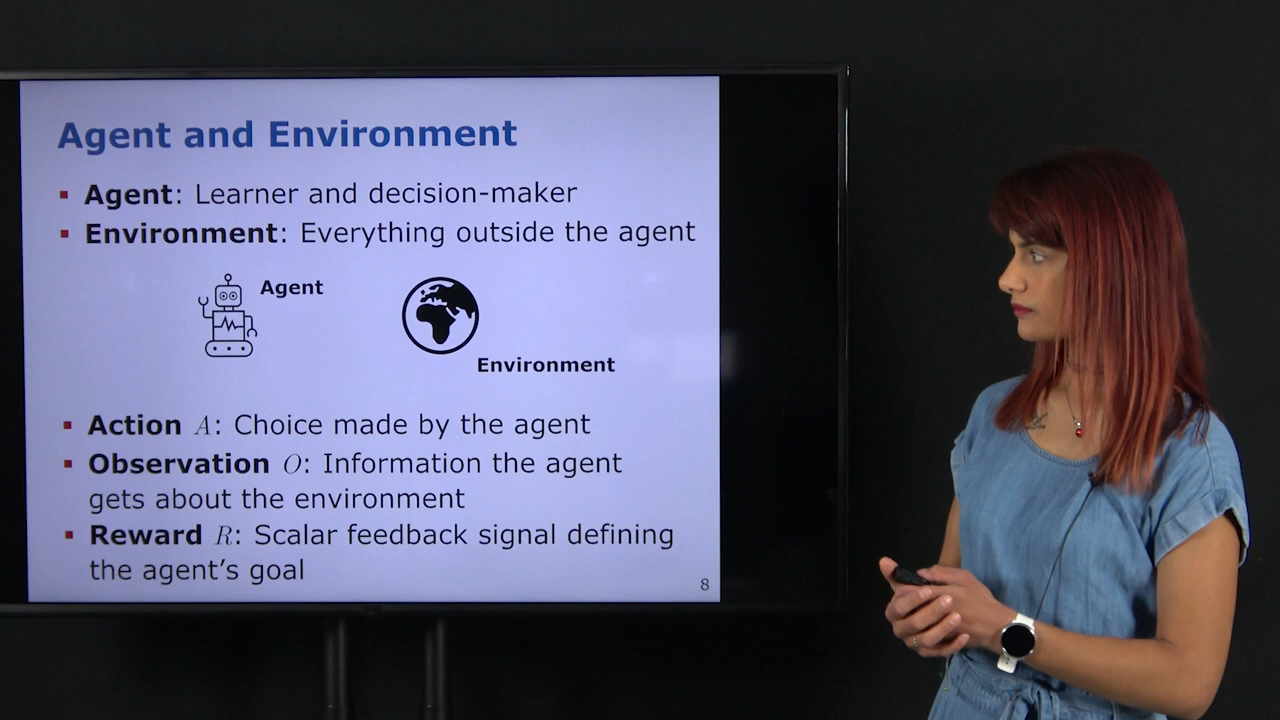 Agent and Environment
▪ Agent: Learner and decision-maker
▪ Environment: Everything outside the agent
Agent
Environment
▪ Action A: Choice made by the agent
▪ Observation O: Information the agent
gets about the environment
▪ Reward R: Scalar feedback signal defining
the agent’s goal
8